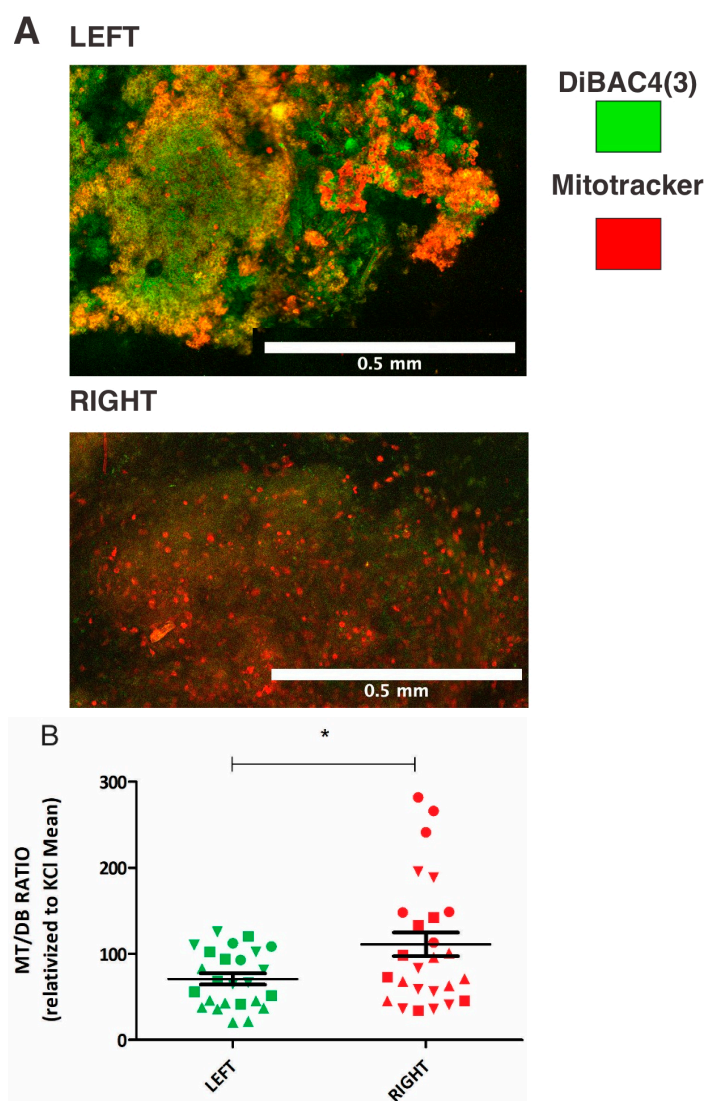 A
LEFT
DiBAC4(3)
Mitotracker
0.5 mm
RIGHT
0.5 mm
B
*
300
200
100
0
MT/DB RATIO
(relativized to KCl Mean)
LEFT
RIGHT